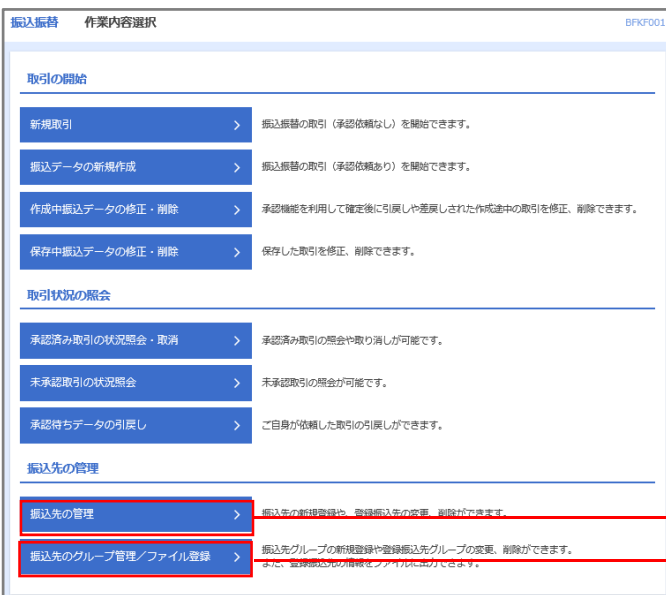 振込振替 作業内容選択 BFKF001
取引の開始
新規取引 > 振込振替の取引（承認依頼なし）を開始できます。
振込データの新規作成 > 振込振替の取引（承認依頼あり）を開始できます。
作成中振込データの修正・削除 > 承認機能を利用して確定後に引戻しや差戻しされた作成途中の取引を修正、削除できます。
保存中振込データの修正・削除 > 保存した取引を修正、削除できます。
取引状況の照会
承認済み取引の状況照会・取消 > 承認済み取引の照会や取り消しが可能です。
未承認取引の状況照会 > 未承認取引の照会が可能です。
承認待ちデータの引戻し > ご自身が依頼した取引の引戻しができます。
振込先の管理
振込先の管理 > 振込先の新規登録や、登録振込先の変更、削除ができます。
振込先のグループ管理／ファイル登録 > 振込先グループの新規登録や登録振込先グループの変更、削除ができます。
また、登録振込先の情報をファイルに出力できます。